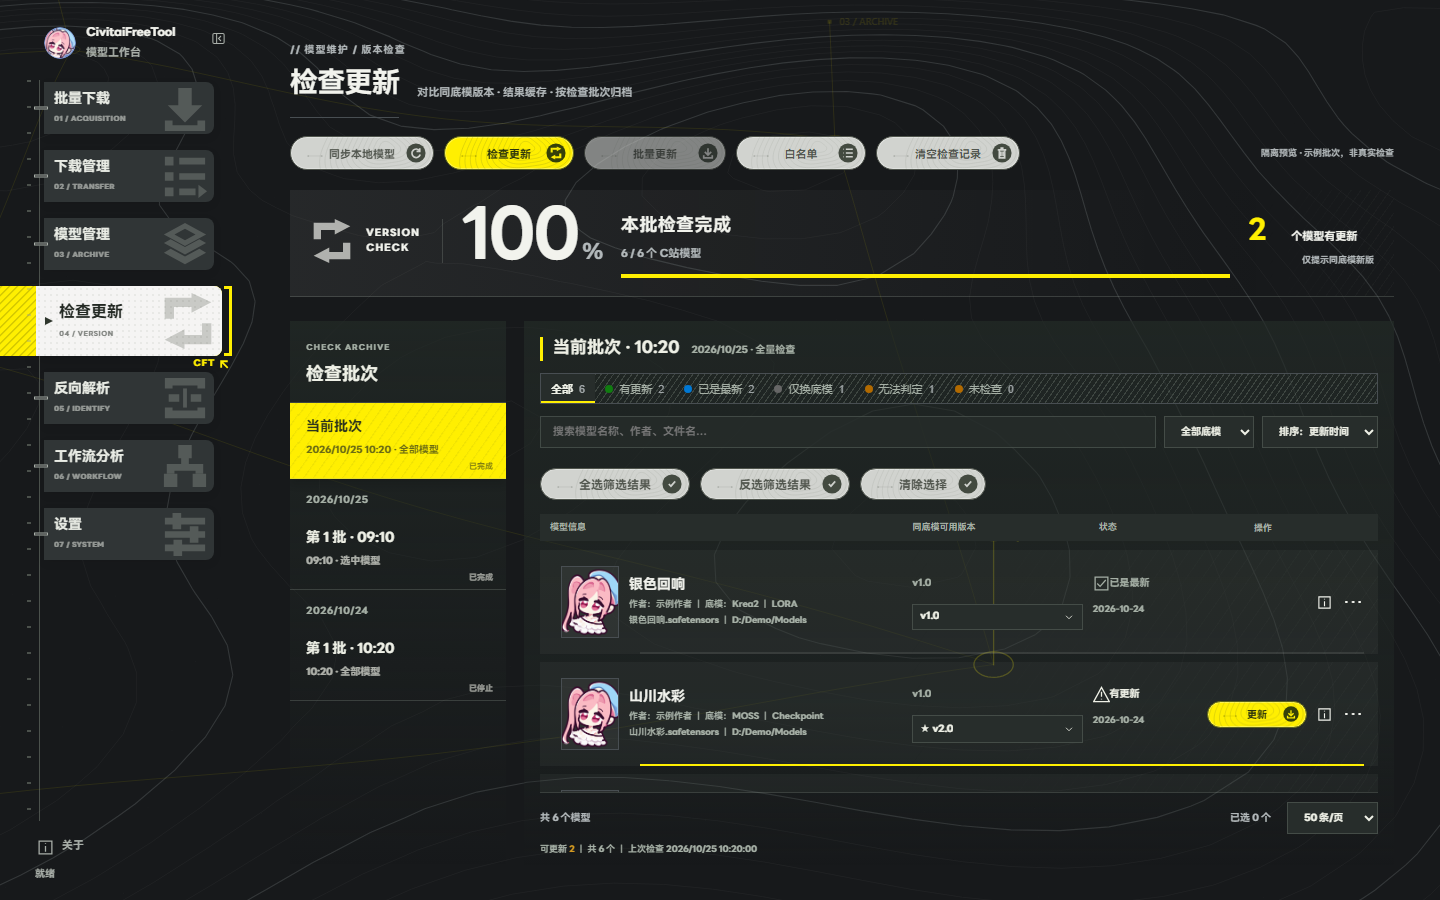 CivitaiFreeTool
模型工作台
批量下载
01 / ACQUISITION
下载管理
02 / TRANSFER
模型管理
03 / ARCHIVE
检查更新
04 / VERSION
CFT
反向解析
05 / IDENTIFY
工作流分析
06 / WORKFLOW
设置
07 / SYSTEM
关于
就绪
03 / ARCHIVE
// 模型维护 / 版本检查
检查更新
对比同底模版本 · 结果缓存 · 按检查批次归档
同步本地模型
检查更新
批量更新
白名单
清空检查记录
隔离预览 · 示例批次，非真实检查
VERSION CHECK
100%
本批检查完成
6 / 6 个 C站模型
2 个模型有更新
仅提示同底模新版
CHECK ARCHIVE
检查批次
当前批次
2026/10/25 10:20 · 全部模型
已完成
2026/10/25
第 1 批 · 09:10
09:10 · 选中模型
已完成
2026/10/24
第 1 批 · 10:20
10:20 · 全部模型
已停止
当前批次 · 10:20 2026/10/25 · 全量检查
全部 6 有更新 2 已是最新 2 仅换底模 1 无法判定 1 未检查 0
搜索模型名称、作者、文件名...
全部底模
排序：更新时间
全选筛选结果
反选筛选结果
清除选择
模型信息 同底模可用版本 状态 操作
银色回响
作者：示例作者 | 底模：Krea2 | LORA
银色回响.safetensors | D:/Demo/Models
v1.0
v1.0
已是最新
2026-10-24
山川水彩
作者：示例作者 | 底模：MOSS | Checkpoint
山川水彩.safetensors | D:/Demo/Models
v1.0
★ v2.0
有更新
2026-10-24
更新
共 6 个模型
已选 0 个
50 条/页
可更新 2 | 共 6 个 | 上次检查 2026/10/25 10:20:00